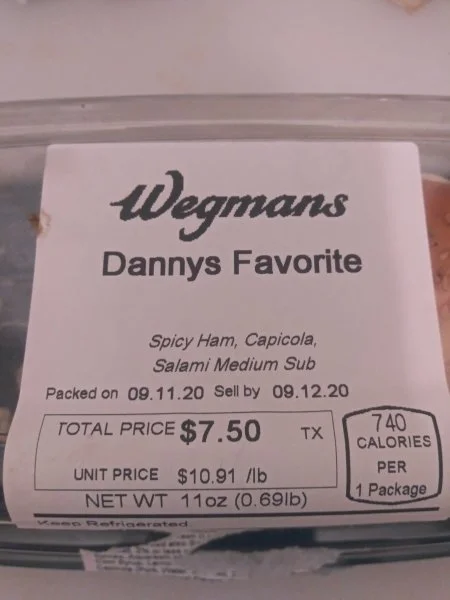 Wegmans
Dannys Favorite
Spicy Ham, Capicola,
Salami Medium Sub
Packed on 09.11.20 Sell by 09.12.20
TOTAL PRICE $7.50 TX
UNIT PRICE $10.91 /lb
NET WT 11oz (0.69lb)
740
CALORIES
PER
1 Package
Keep Refrigerated